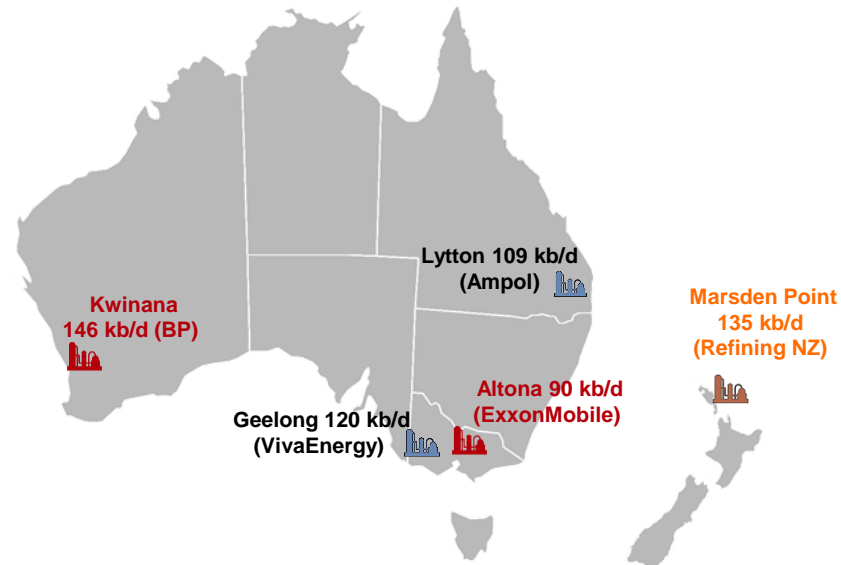 Lytton 109 kb/d
(Ampol)
Kwinana
146 kb/d (BP)
Marsden Point
135 kb/d
(Refining NZ)
Altona 90 kb/d
(ExxonMobile)
Geelong 120 kb/d
(VivaEnergy)